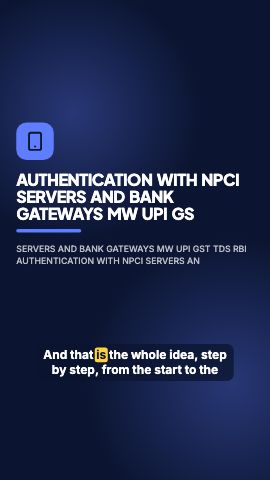 AUTHENTICATION WITH NPCI
SERVERS AND BANK
GATEWAYS MW UPI GS
SERVERS AND BANK GATEWAYS MW UPI GST TDS RBI
AUTHENTICATION WITH NPCI SERVERS AN
And that is the whole idea, step
by step, from the start to the